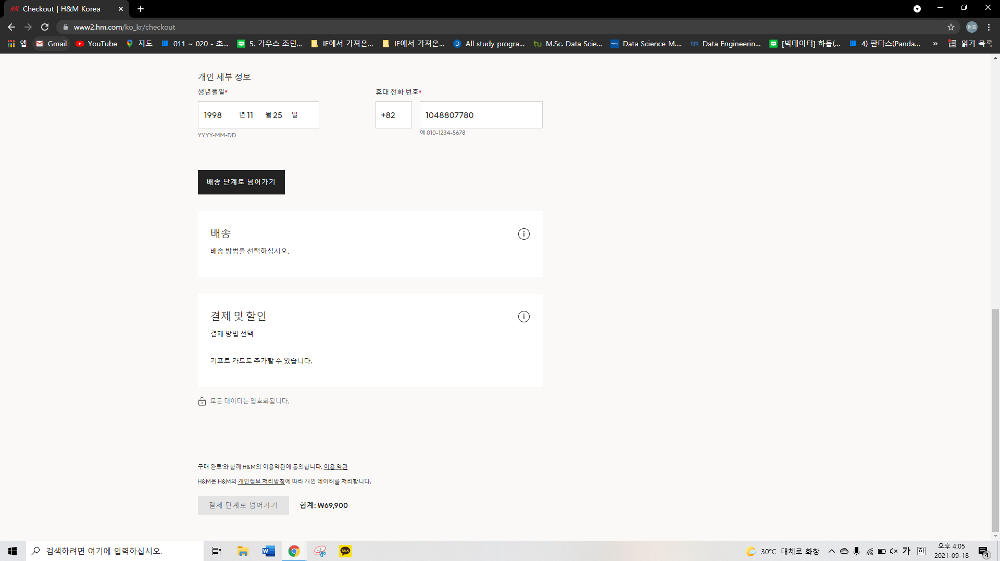 HM Checkout | H&M Korea
www2.hm.com/ko_kr/checkout
현호
앱 Gmail YouTube 지도 011 ~ 020 - 초... 5. 가우스 조던... IE에서 가져온... IE에서 가져온... D All study progra... tu M.Sc. Data Scie... Data Science M.... TUM Data Engineerin... [빅데이터] 하둡(... 4) 판다스(Panda... » 읽기 목록
개인 세부 정보
생년월일* 휴대 전화 번호*
1998 년 11 월 25 일 +82 1048807780
YYYY-MM-DD 예 010-1234-5678
배송 단계로 넘어가기
배송
배송 방법을 선택하십시오.
결제 및 할인
결제 방법 선택
기프트 카드도 추가할 수 있습니다.
모든 데이터는 암호화됩니다.
구매 완료'와 함께 H&M의 이용약관에 동의합니다. 이용 약관
H&M은 H&M의 개인정보 처리방침에 따라 개인 데이터를 처리합니다.
결제 단계로 넘어가기 합계: ₩69,900
검색하려면 여기에 입력하십시오. TALK 30°C 대체로 화창 가 한 오후 4:05
2021-09-18 4